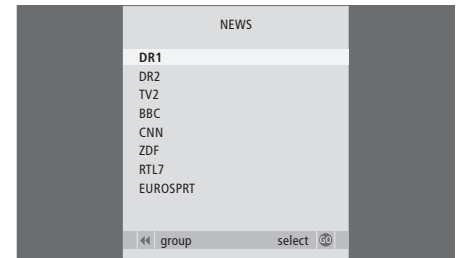 NEWS
DR1
DR2
TV2
BBC
CNN
ZDF
RTL7
EUROSPRT
group select GO